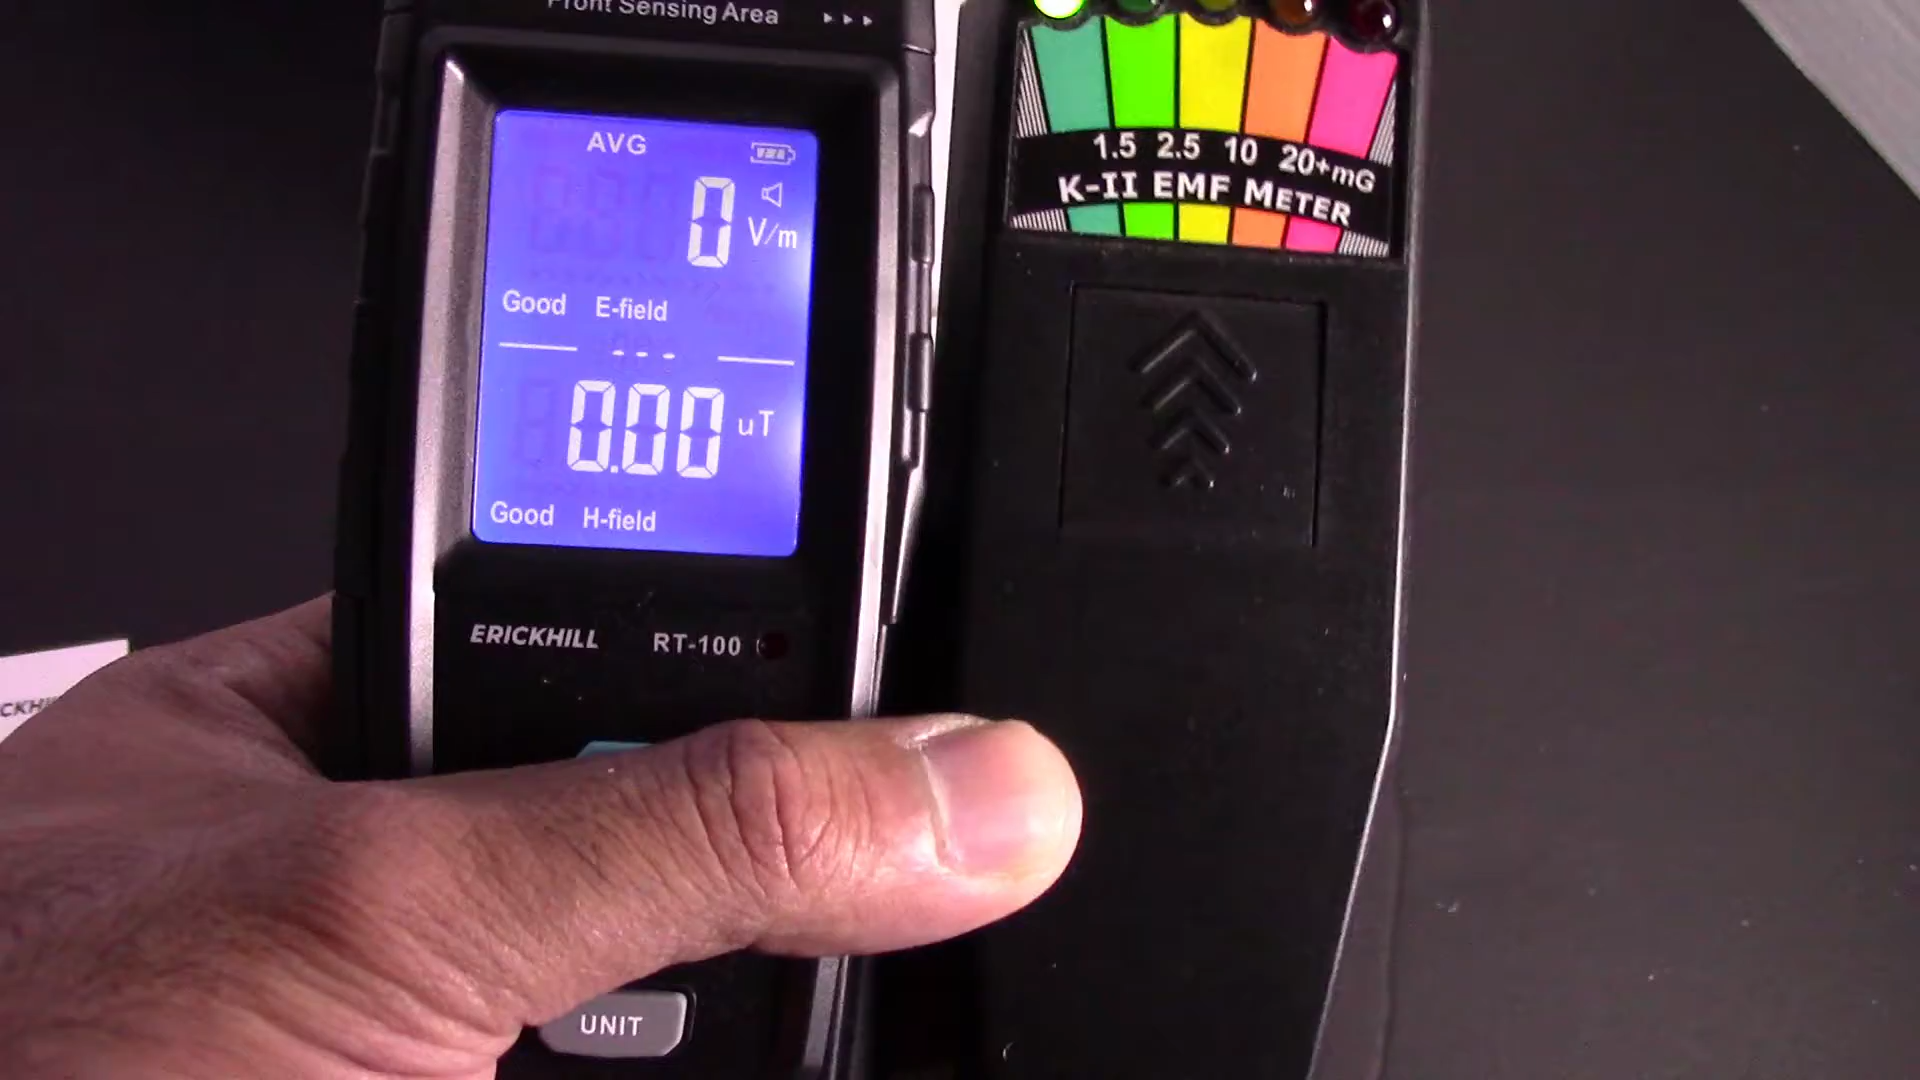 Front Sensing Area
AVG
0 V/m
Good E-field
---
0.00 uT
Good H-field
ERICKHILL RT-100
UNIT
1.5 2.5 10 20+mG
K-II EMF METER